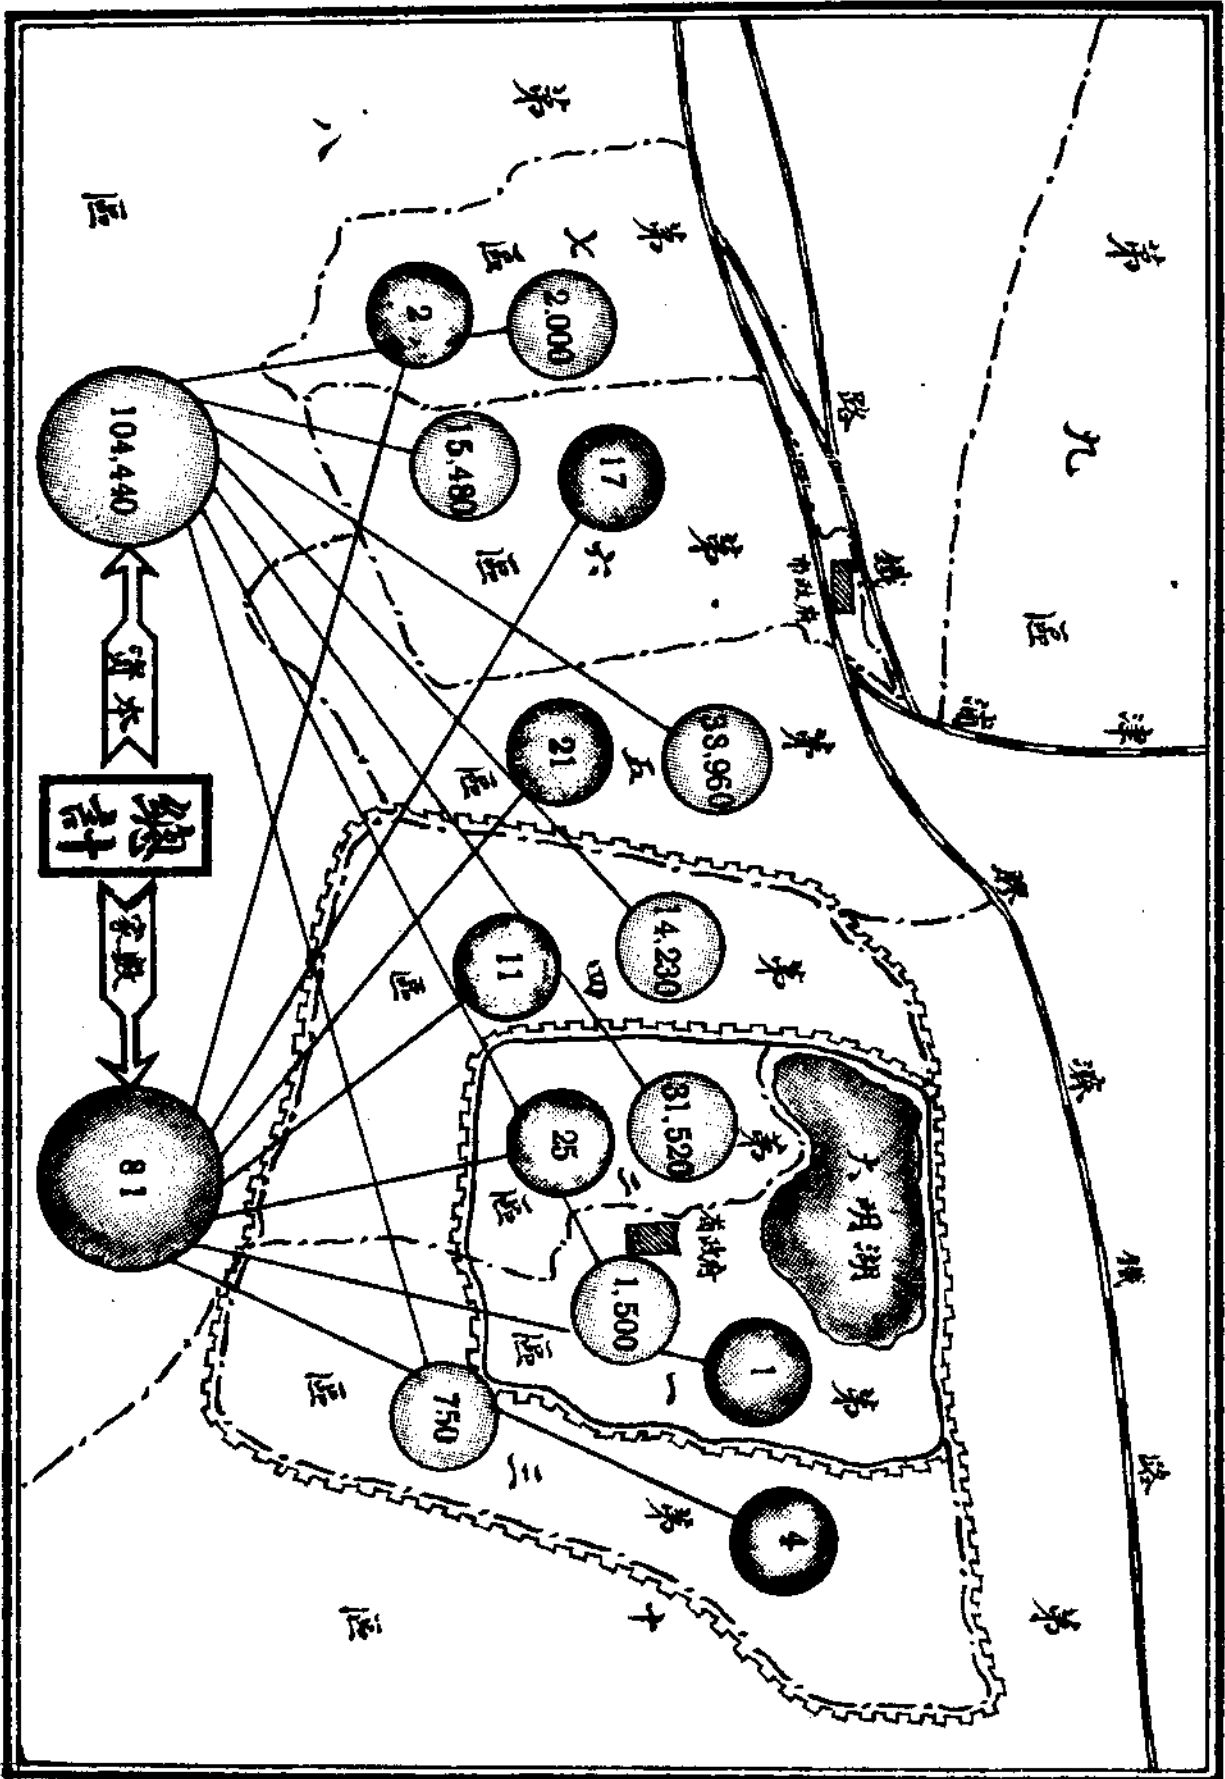 第八區
第七區
2.000
2
第六區
15,480
17
第五區
38,960
21
第四區
14,230
11
第二區
31,520
25
第一區
1,500
1
第三區
750
4
第九區
第十區
大明湖
省政府
市政府
津浦鐵路
膠濟鐵路
總計
資本
104,440
家數
81